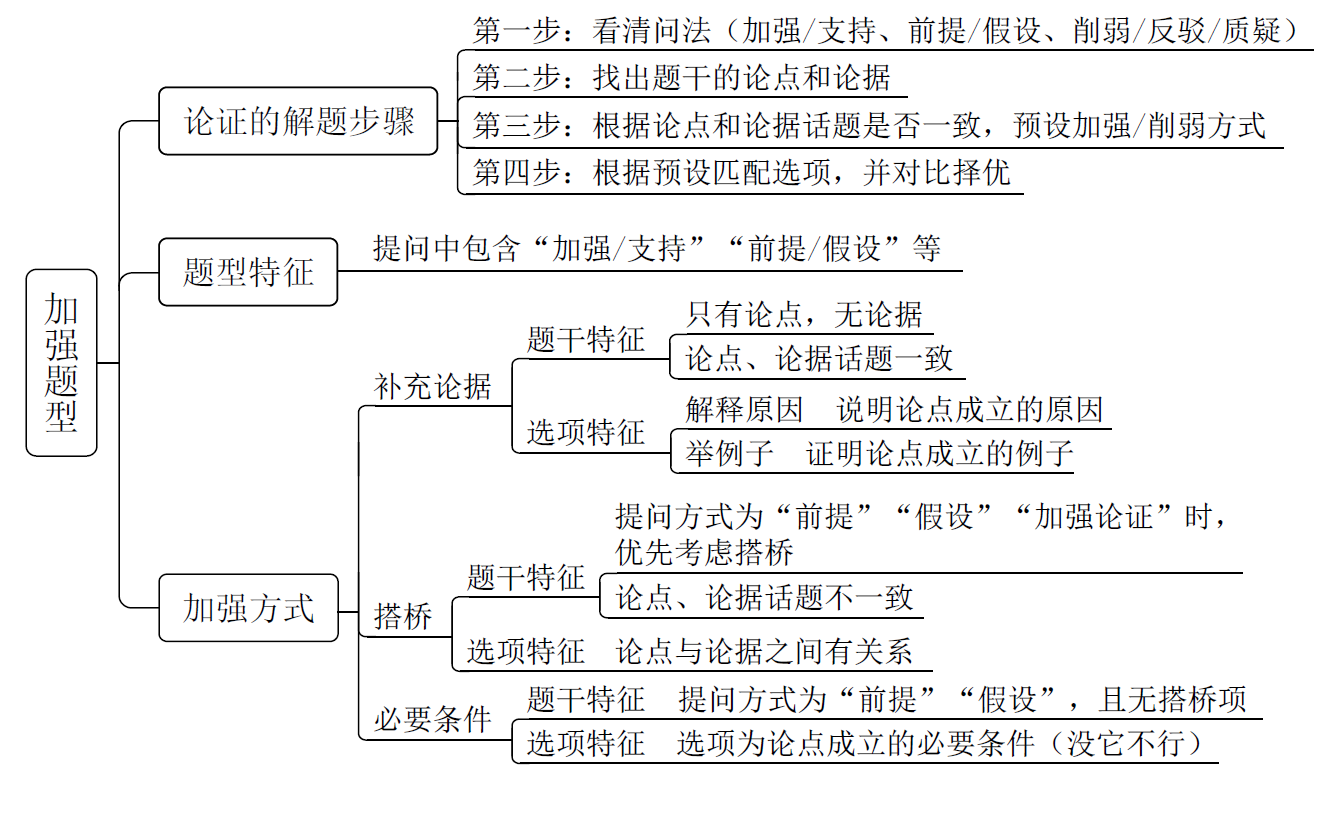 加强题型
论证的解题步骤
第一步：看清问法（加强/支持、前提/假设、削弱/反驳/质疑）
第二步：找出题干的论点和论据
第三步：根据论点和论据话题是否一致，预设加强/削弱方式
第四步：根据预设匹配选项，并对比择优
题型特征
提问中包含“加强/支持”“前提/假设”等
加强方式
补充论据
题干特征
只有论点，无论据
论点、论据话题一致
选项特征
解释原因 说明论点成立的原因
举例子 证明论点成立的例子
搭桥
题干特征
提问方式为“前提”“假设”“加强论证”时，
优先考虑搭桥
论点、论据话题不一致
选项特征 论点与论据之间有关系
必要条件
题干特征 提问方式为“前提”“假设”，且无搭桥项
选项特征 选项为论点成立的必要条件（没它不行）